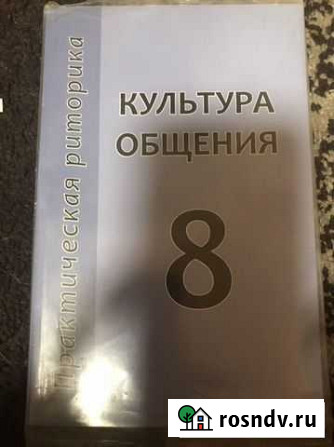 Практическая риторика
КУЛЬТУРА
ОБЩЕНИЯ
8
rosndv.ru